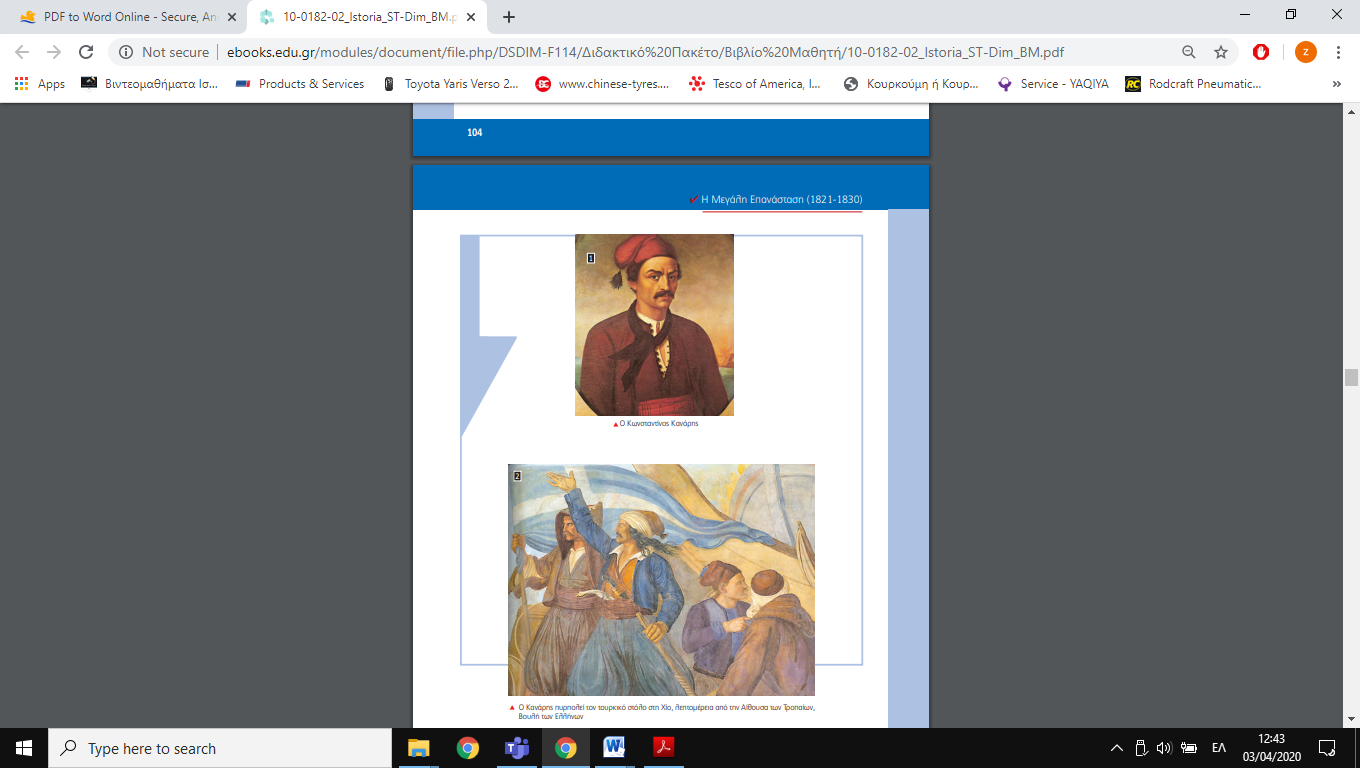 PDF to Word Online - Secure, An
10-0182-02_Istoria_ST-Dim_BM.p
Not secure
ebooks.edu.gr/modules/document/file.php/DSDIM-F114/Διδακτικό%20Πακέτο/Βιβλίο%20Μαθητή/10-0182-02_Istoria_ST-Dim_BM.pdf
z
Apps
Βιντεομαθήματα Ισ...
Products & Services
Toyota Yaris Verso 2...
www.chinese-tyres....
Tesco of America, I...
Κουρκούμη ή Κουρ...
Service - YAQIYA
RC
Rodcraft Pneumatic...
»
104
Η Μεγάλη Επανάσταση (1821-1830)
1
Ο Κωνσταντίνος Κανάρης
2
Ο Κανάρης πυρπολεί τον τουρκικό στόλο στη Χίο, λεπτομέρεια από την Αίθουσα των Τροπαίων,
Βουλή των Ελλήνων
Type here to search
ΕΛ
12:43
03/04/2020